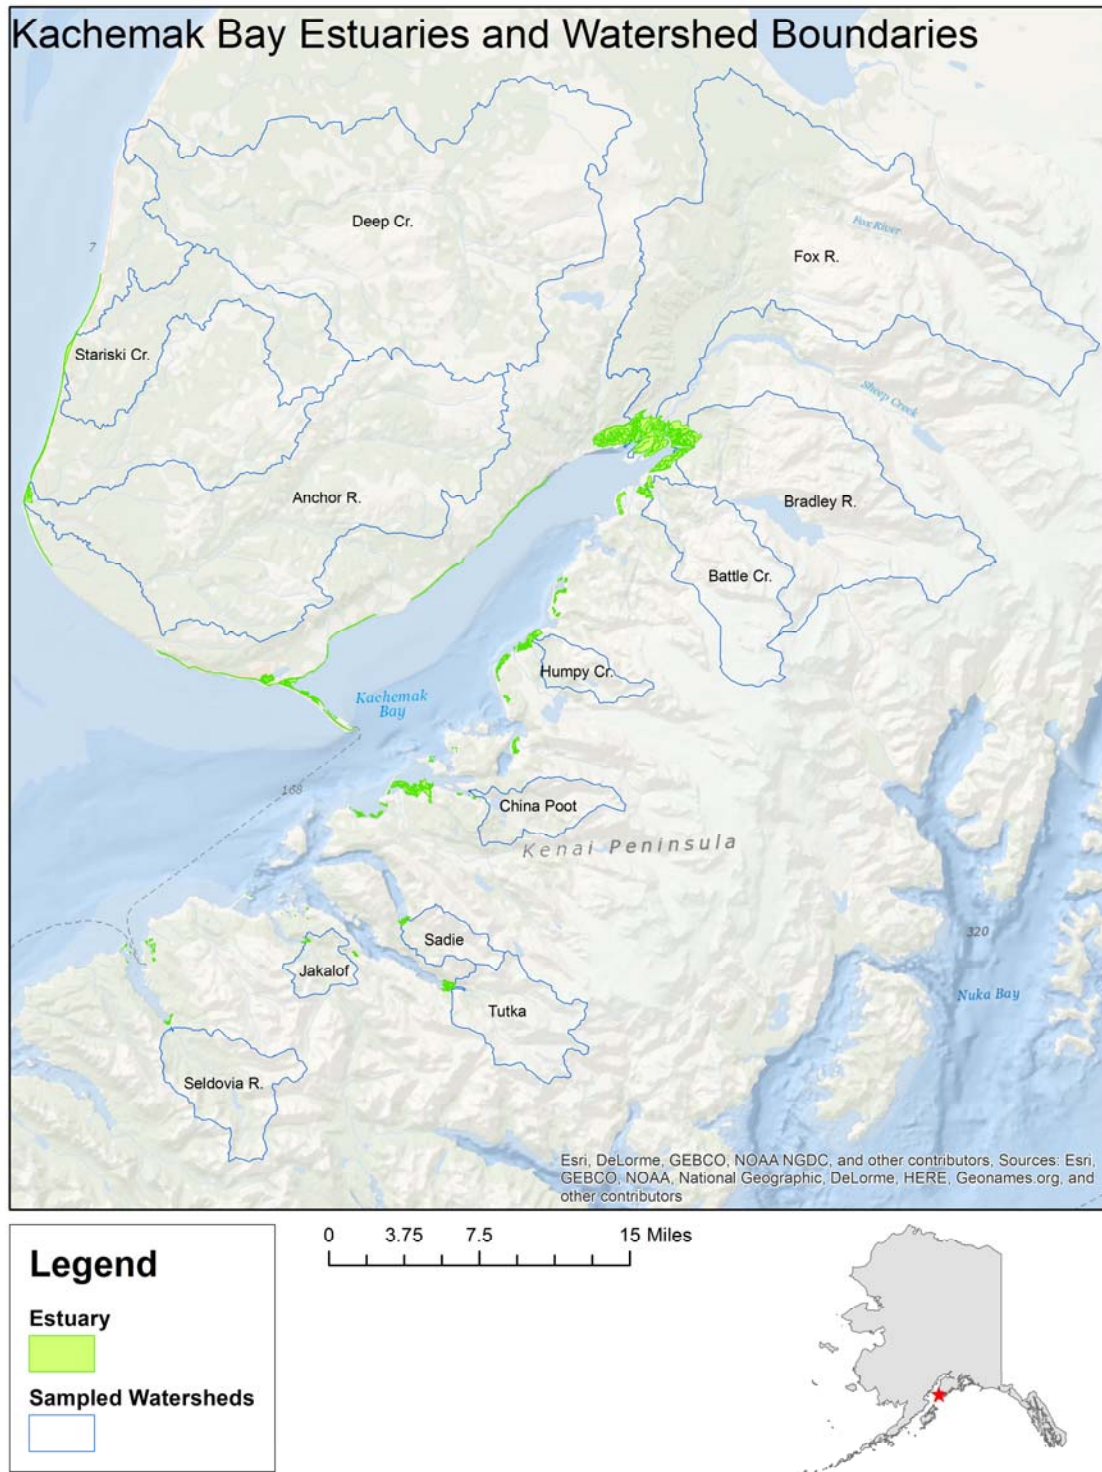 Kachemak Bay Estuaries and Watershed Boundaries
Deep Cr.
Fox River
Fox R.
7
Stariski Cr.
Sheep Creek
Anchor R.
Bradley R.
Battle Cr.
Humpy Cr.
Kachemak
Bay
168
China Poot
Kenai Peninsula
Sadie
320
Jakalof
Nuka Bay
Tutka
Seldovia R.
Esri, DeLorme, GEBCO, NOAA NGDC, and other contributors, Sources: Esri,
GEBCO, NOAA, National Geographic, DeLorme, HERE, Geonames.org, and
other contributors
0 3.75 7.5 15 Miles
Legend
Estuary
Sampled Watersheds